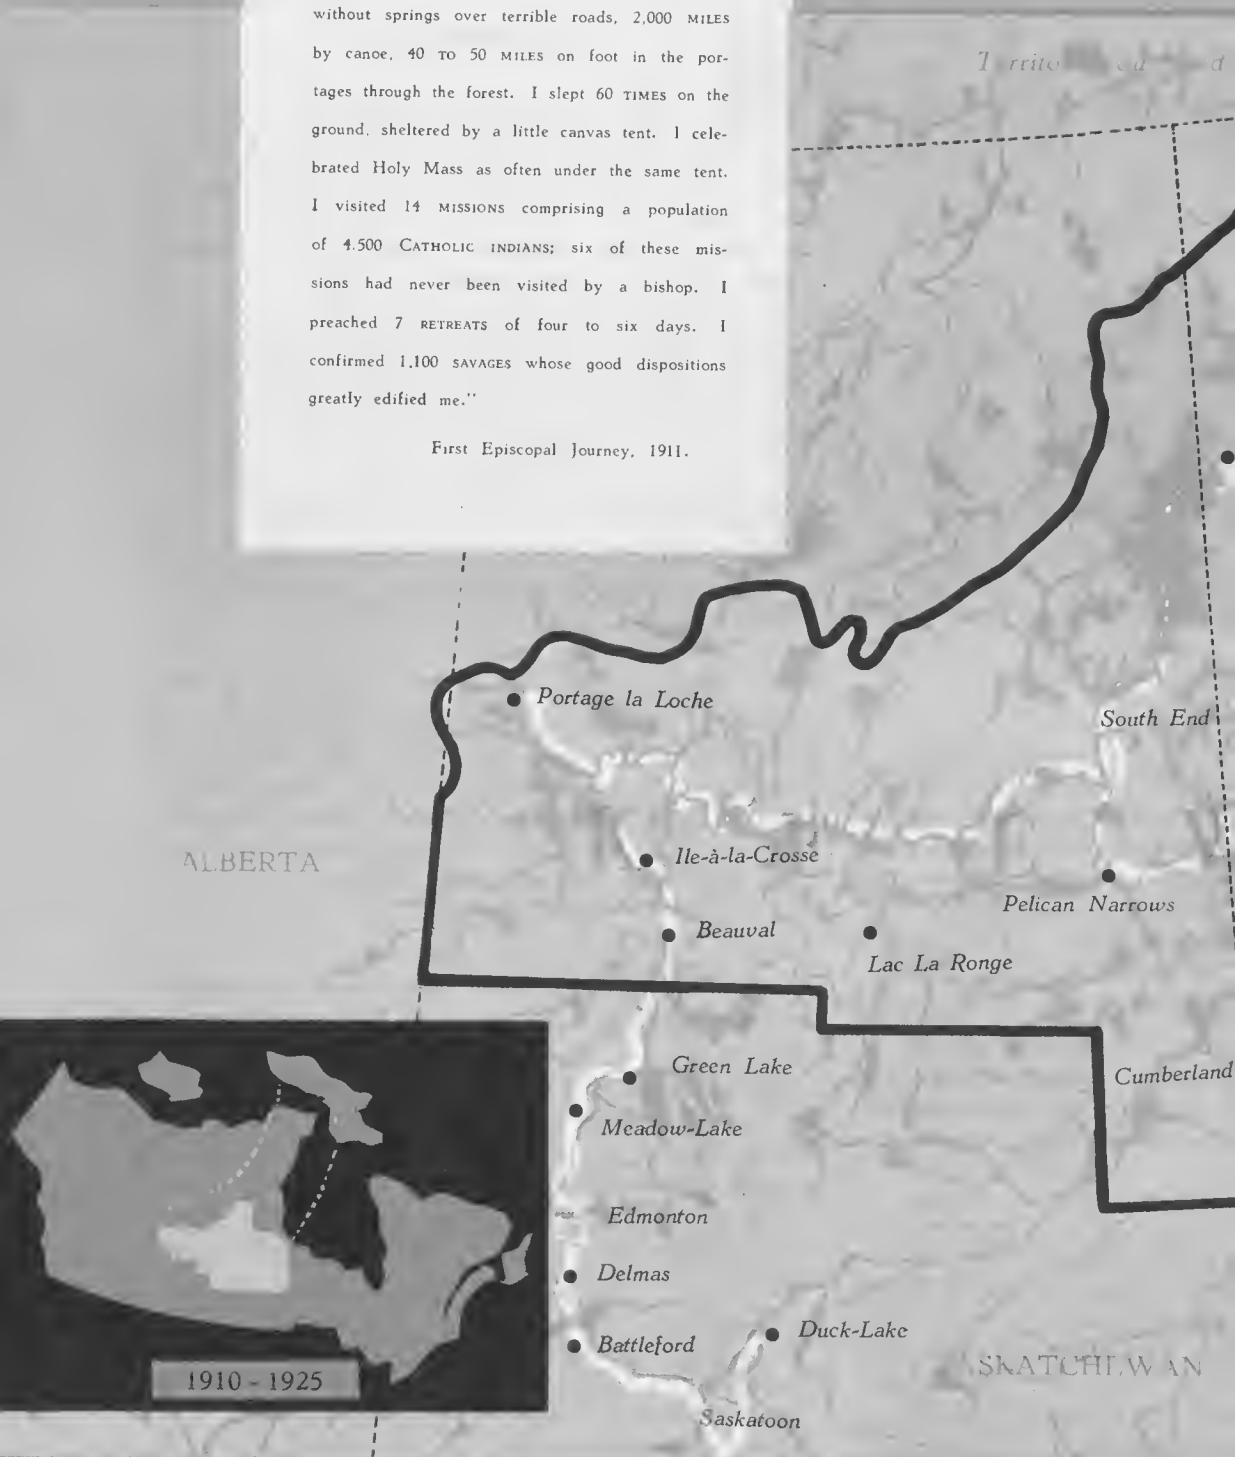 without springs over terrible roads, 2,000 MILES
by canoe, 40 TO 50 MILES on foot in the por-
tages through the forest. I slept 60 TIMES on the
ground, sheltered by a little canvas tent. I cele-
brated Holy Mass as often under the same tent.
I visited 14 MISSIONS comprising a population
of 4.500 CATHOLIC INDIANS; six of these mis-
sions had never been visited by a bishop. I
preached 7 RETREATS of four to six days. I
confirmed 1.100 SAVAGES whose good dispositions
greatly edified me."
First Episcopal Journey, 1911.
Portage la Loche
South End
ALBERTA
Ile-à-la-Crosse
Pelican Narrows
Beauval
Lac La Ronge
Green Lake
Cumberland
Meadow-Lake
Edmonton
Delmas
Duck-Lake
Battleford
SKATCHEWAN
1910 - 1925
Saskatoon